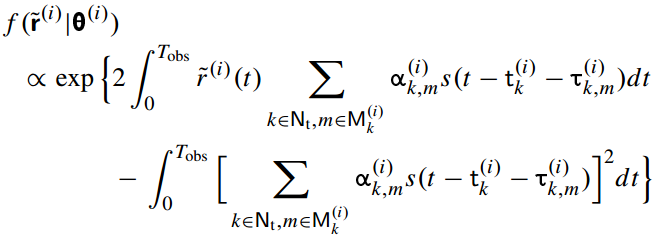 f(r̃^{(i)}|θ^{(i)})
∝ exp{2 ∫_0^{T_obs} r̃^{(i)}(t) ∑_{k∈N_t,m∈M_k^{(i)}} α_{k,m}^{(i)} s(t − t_k^{(i)} − τ_{k,m}^{(i)})dt
− ∫_0^{T_obs} [ ∑_{k∈N_t,m∈M_k^{(i)}} α_{k,m}^{(i)} s(t − t_k^{(i)} − τ_{k,m}^{(i)})]^2 dt}